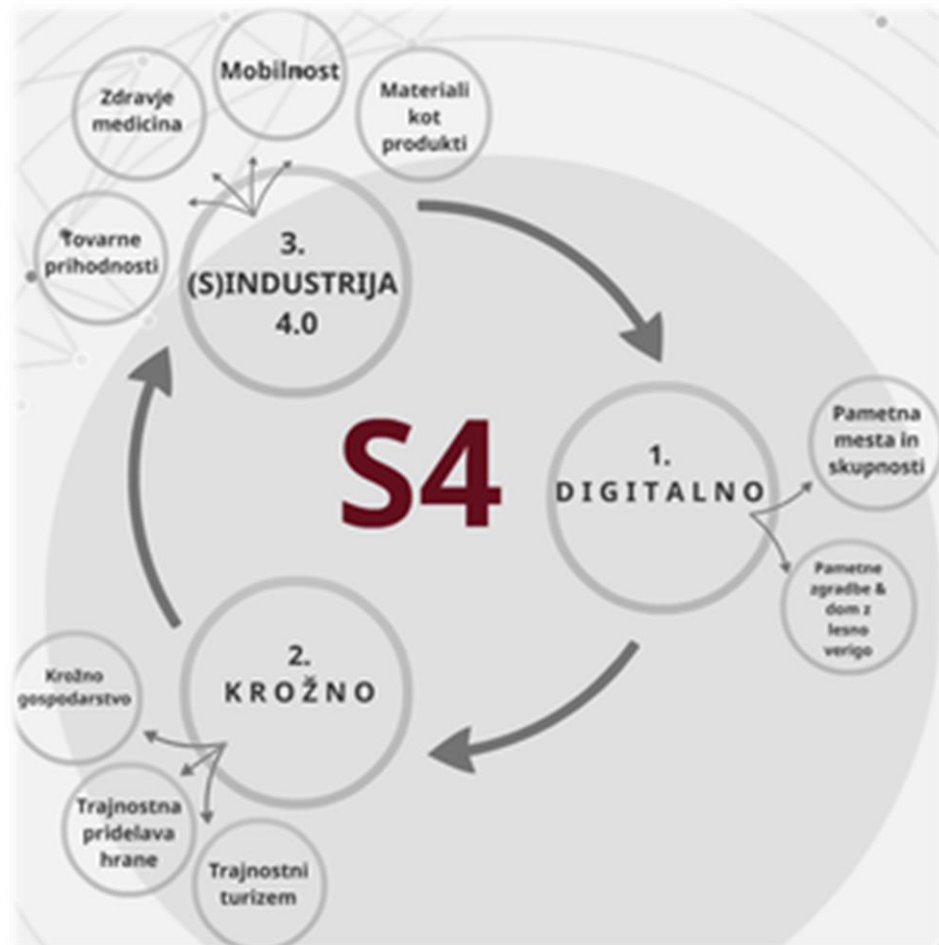 Mobilnost
Zdravje
medicina
Materiali
kot
produkti
Tovarne
prihodnosti
3.
(S)INDUSTRIJA
4.0
S4
1.
DIGITALNO
Pametna
mesta in
skupnosti
Pametne
zgradbe &
dom z
lesno
verigo
2.
KROŽNO
Krožno
gospodarstvo
Trajnostna
pridelava
hrane
Trajnostni
turizem